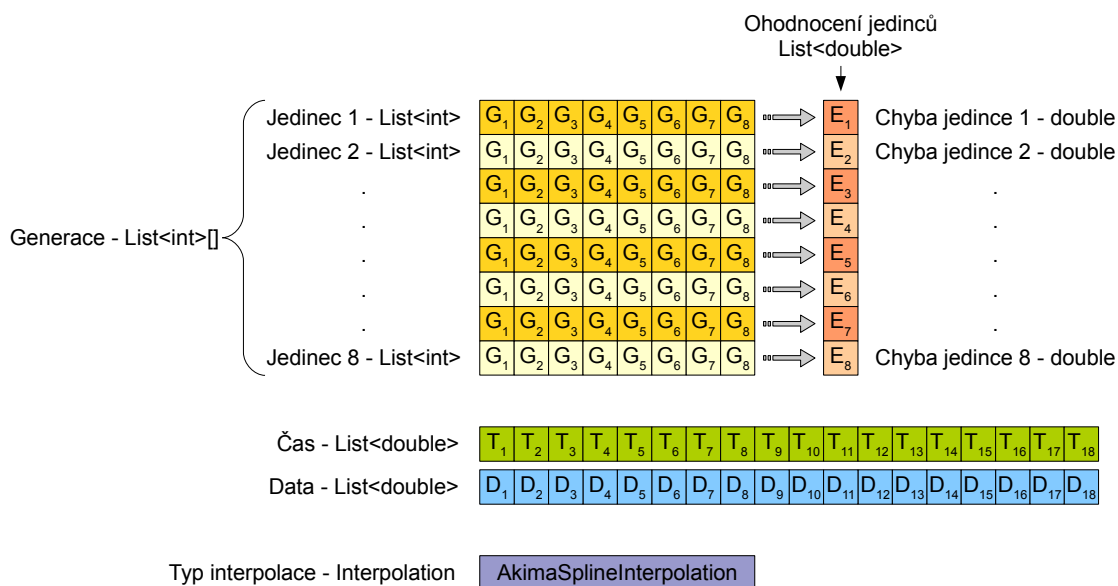 Ohodnocení jedinců
List<double>
Jedinec 1 - List<int> G1 G2 G3 G4 G5 G6 G7 G8 E1 Chyba jedince 1 - double
Jedinec 2 - List<int> G1 G2 G3 G4 G5 G6 G7 G8 E2 Chyba jedince 2 - double
. G1 G2 G3 G4 G5 G6 G7 G8 E3 .
. G1 G2 G3 G4 G5 G6 G7 G8 E4 .
Generace - List<int>[]
. G1 G2 G3 G4 G5 G6 G7 G8 E5 .
. G1 G2 G3 G4 G5 G6 G7 G8 E6 .
. G1 G2 G3 G4 G5 G6 G7 G8 E7 .
Jedinec 8 - List<int> G1 G2 G3 G4 G5 G6 G7 G8 E8 Chyba jedince 8 - double
Čas - List<double> T1 T2 T3 T4 T5 T6 T7 T8 T9 T10 T11 T12 T13 T14 T15 T16 T17 T18
Data - List<double> D1 D2 D3 D4 D5 D6 D7 D8 D9 D10 D11 D12 D13 D14 D15 D16 D17 D18
Typ interpolace - Interpolation AkimaSplineInterpolation